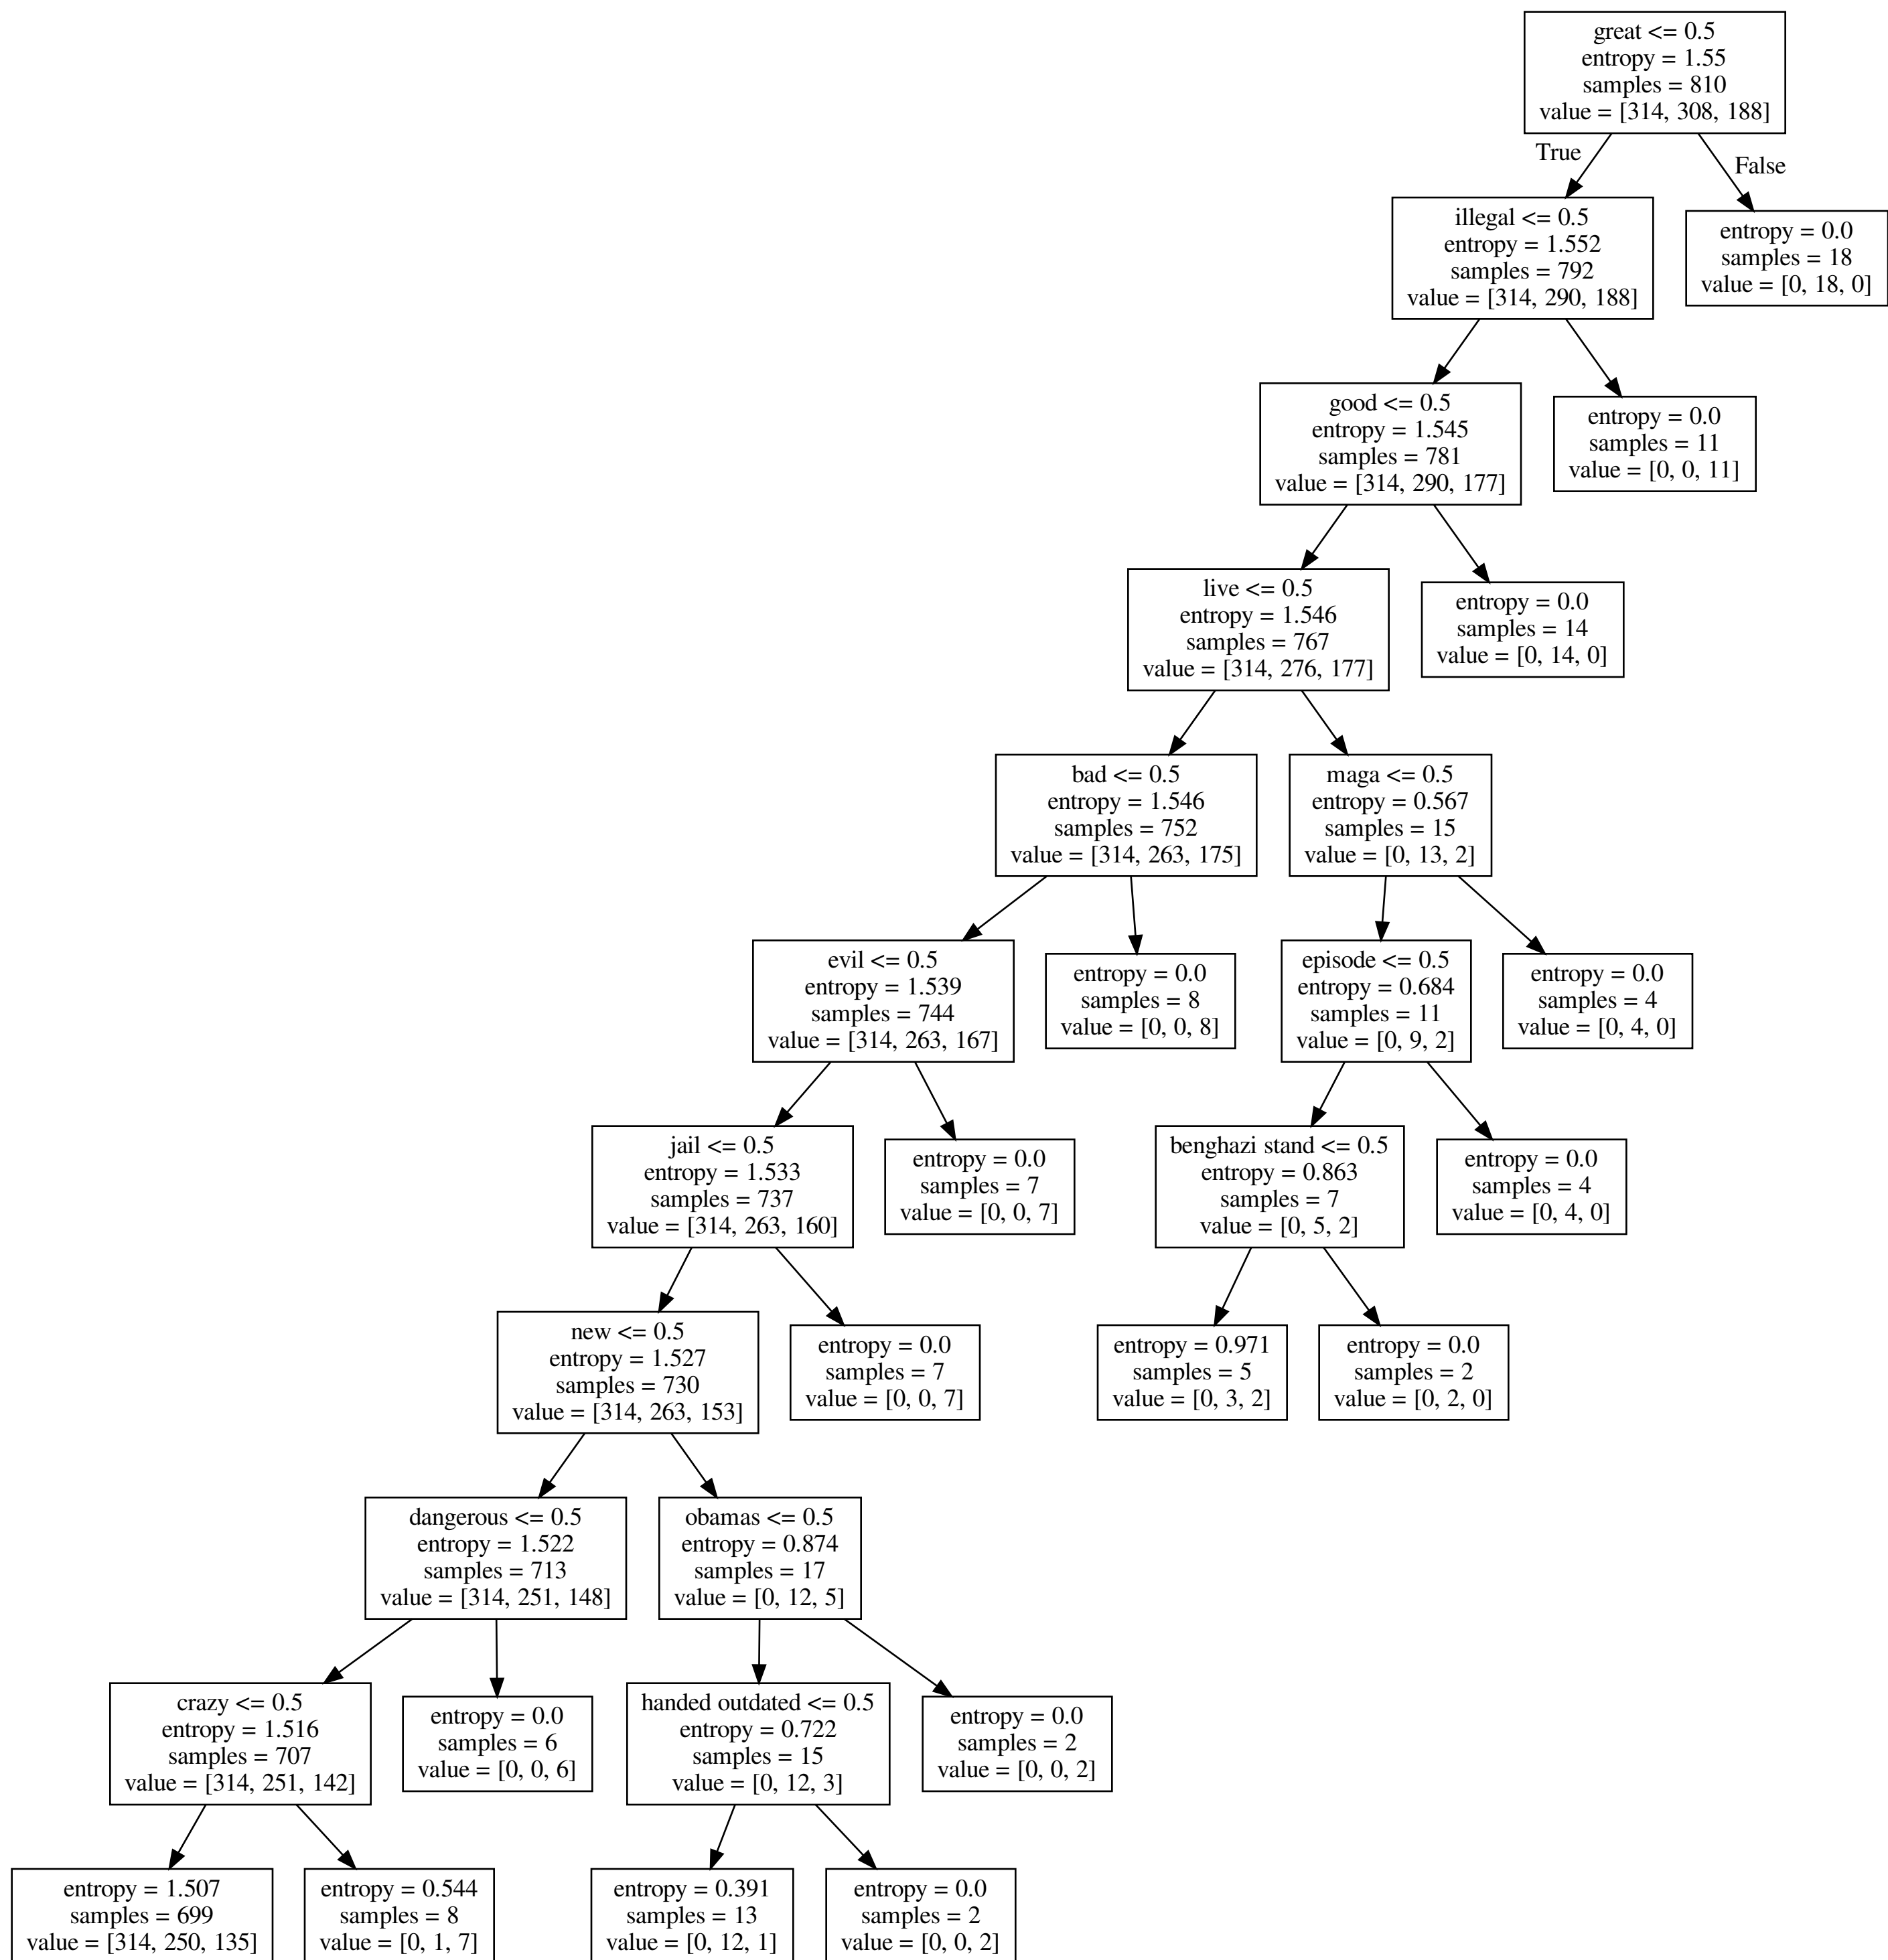 great <= 0.5
entropy = 1.55
samples = 810
value = [314, 308, 188]
True
False
illegal <= 0.5
entropy = 1.552
samples = 792
value = [314, 290, 188]
entropy = 0.0
samples = 18
value = [0, 18, 0]
good <= 0.5
entropy = 1.545
samples = 781
value = [314, 290, 177]
entropy = 0.0
samples = 11
value = [0, 0, 11]
live <= 0.5
entropy = 1.546
samples = 767
value = [314, 276, 177]
entropy = 0.0
samples = 14
value = [0, 14, 0]
bad <= 0.5
entropy = 1.546
samples = 752
value = [314, 263, 175]
maga <= 0.5
entropy = 0.567
samples = 15
value = [0, 13, 2]
evil <= 0.5
entropy = 1.539
samples = 744
value = [314, 263, 167]
entropy = 0.0
samples = 8
value = [0, 0, 8]
episode <= 0.5
entropy = 0.684
samples = 11
value = [0, 9, 2]
entropy = 0.0
samples = 4
value = [0, 4, 0]
jail <= 0.5
entropy = 1.533
samples = 737
value = [314, 263, 160]
entropy = 0.0
samples = 7
value = [0, 0, 7]
benghazi stand <= 0.5
entropy = 0.863
samples = 7
value = [0, 5, 2]
entropy = 0.0
samples = 4
value = [0, 4, 0]
new <= 0.5
entropy = 1.527
samples = 730
value = [314, 263, 153]
entropy = 0.0
samples = 7
value = [0, 0, 7]
entropy = 0.971
samples = 5
value = [0, 3, 2]
entropy = 0.0
samples = 2
value = [0, 2, 0]
dangerous <= 0.5
entropy = 1.522
samples = 713
value = [314, 251, 148]
obamas <= 0.5
entropy = 0.874
samples = 17
value = [0, 12, 5]
crazy <= 0.5
entropy = 1.516
samples = 707
value = [314, 251, 142]
entropy = 0.0
samples = 6
value = [0, 0, 6]
handed outdated <= 0.5
entropy = 0.722
samples = 15
value = [0, 12, 3]
entropy = 0.0
samples = 2
value = [0, 0, 2]
entropy = 1.507
samples = 699
value = [314, 250, 135]
entropy = 0.544
samples = 8
value = [0, 1, 7]
entropy = 0.391
samples = 13
value = [0, 12, 1]
entropy = 0.0
samples = 2
value = [0, 0, 2]